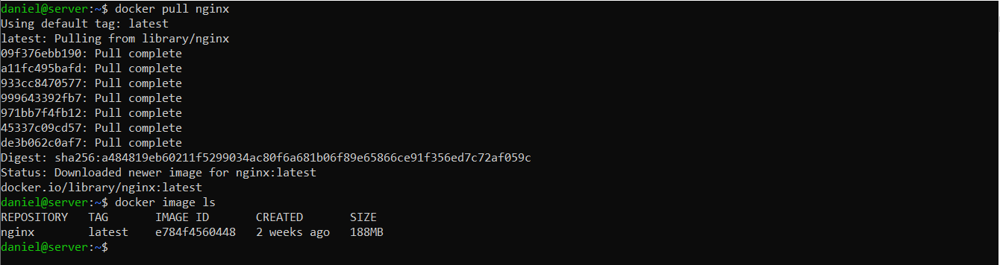 daniel@server:~$ docker pull nginx
Using default tag: latest
latest: Pulling from library/nginx
09f376ebb190: Pull complete
a11fc495bafd: Pull complete
933cc8470577: Pull complete
999643392fb7: Pull complete
971bb7f4fb12: Pull complete
45337c09cd57: Pull complete
de3b062c0af7: Pull complete
Digest: sha256:a484819eb60211f5299034ac80f6a681b06f89e65866ce91f356ed7c72af059c
Status: Downloaded newer image for nginx:latest
docker.io/library/nginx:latest
daniel@server:~$ docker image ls
REPOSITORY   TAG       IMAGE ID       CREATED       SIZE
nginx        latest    e784f4560448   2 weeks ago   188MB
daniel@server:~$